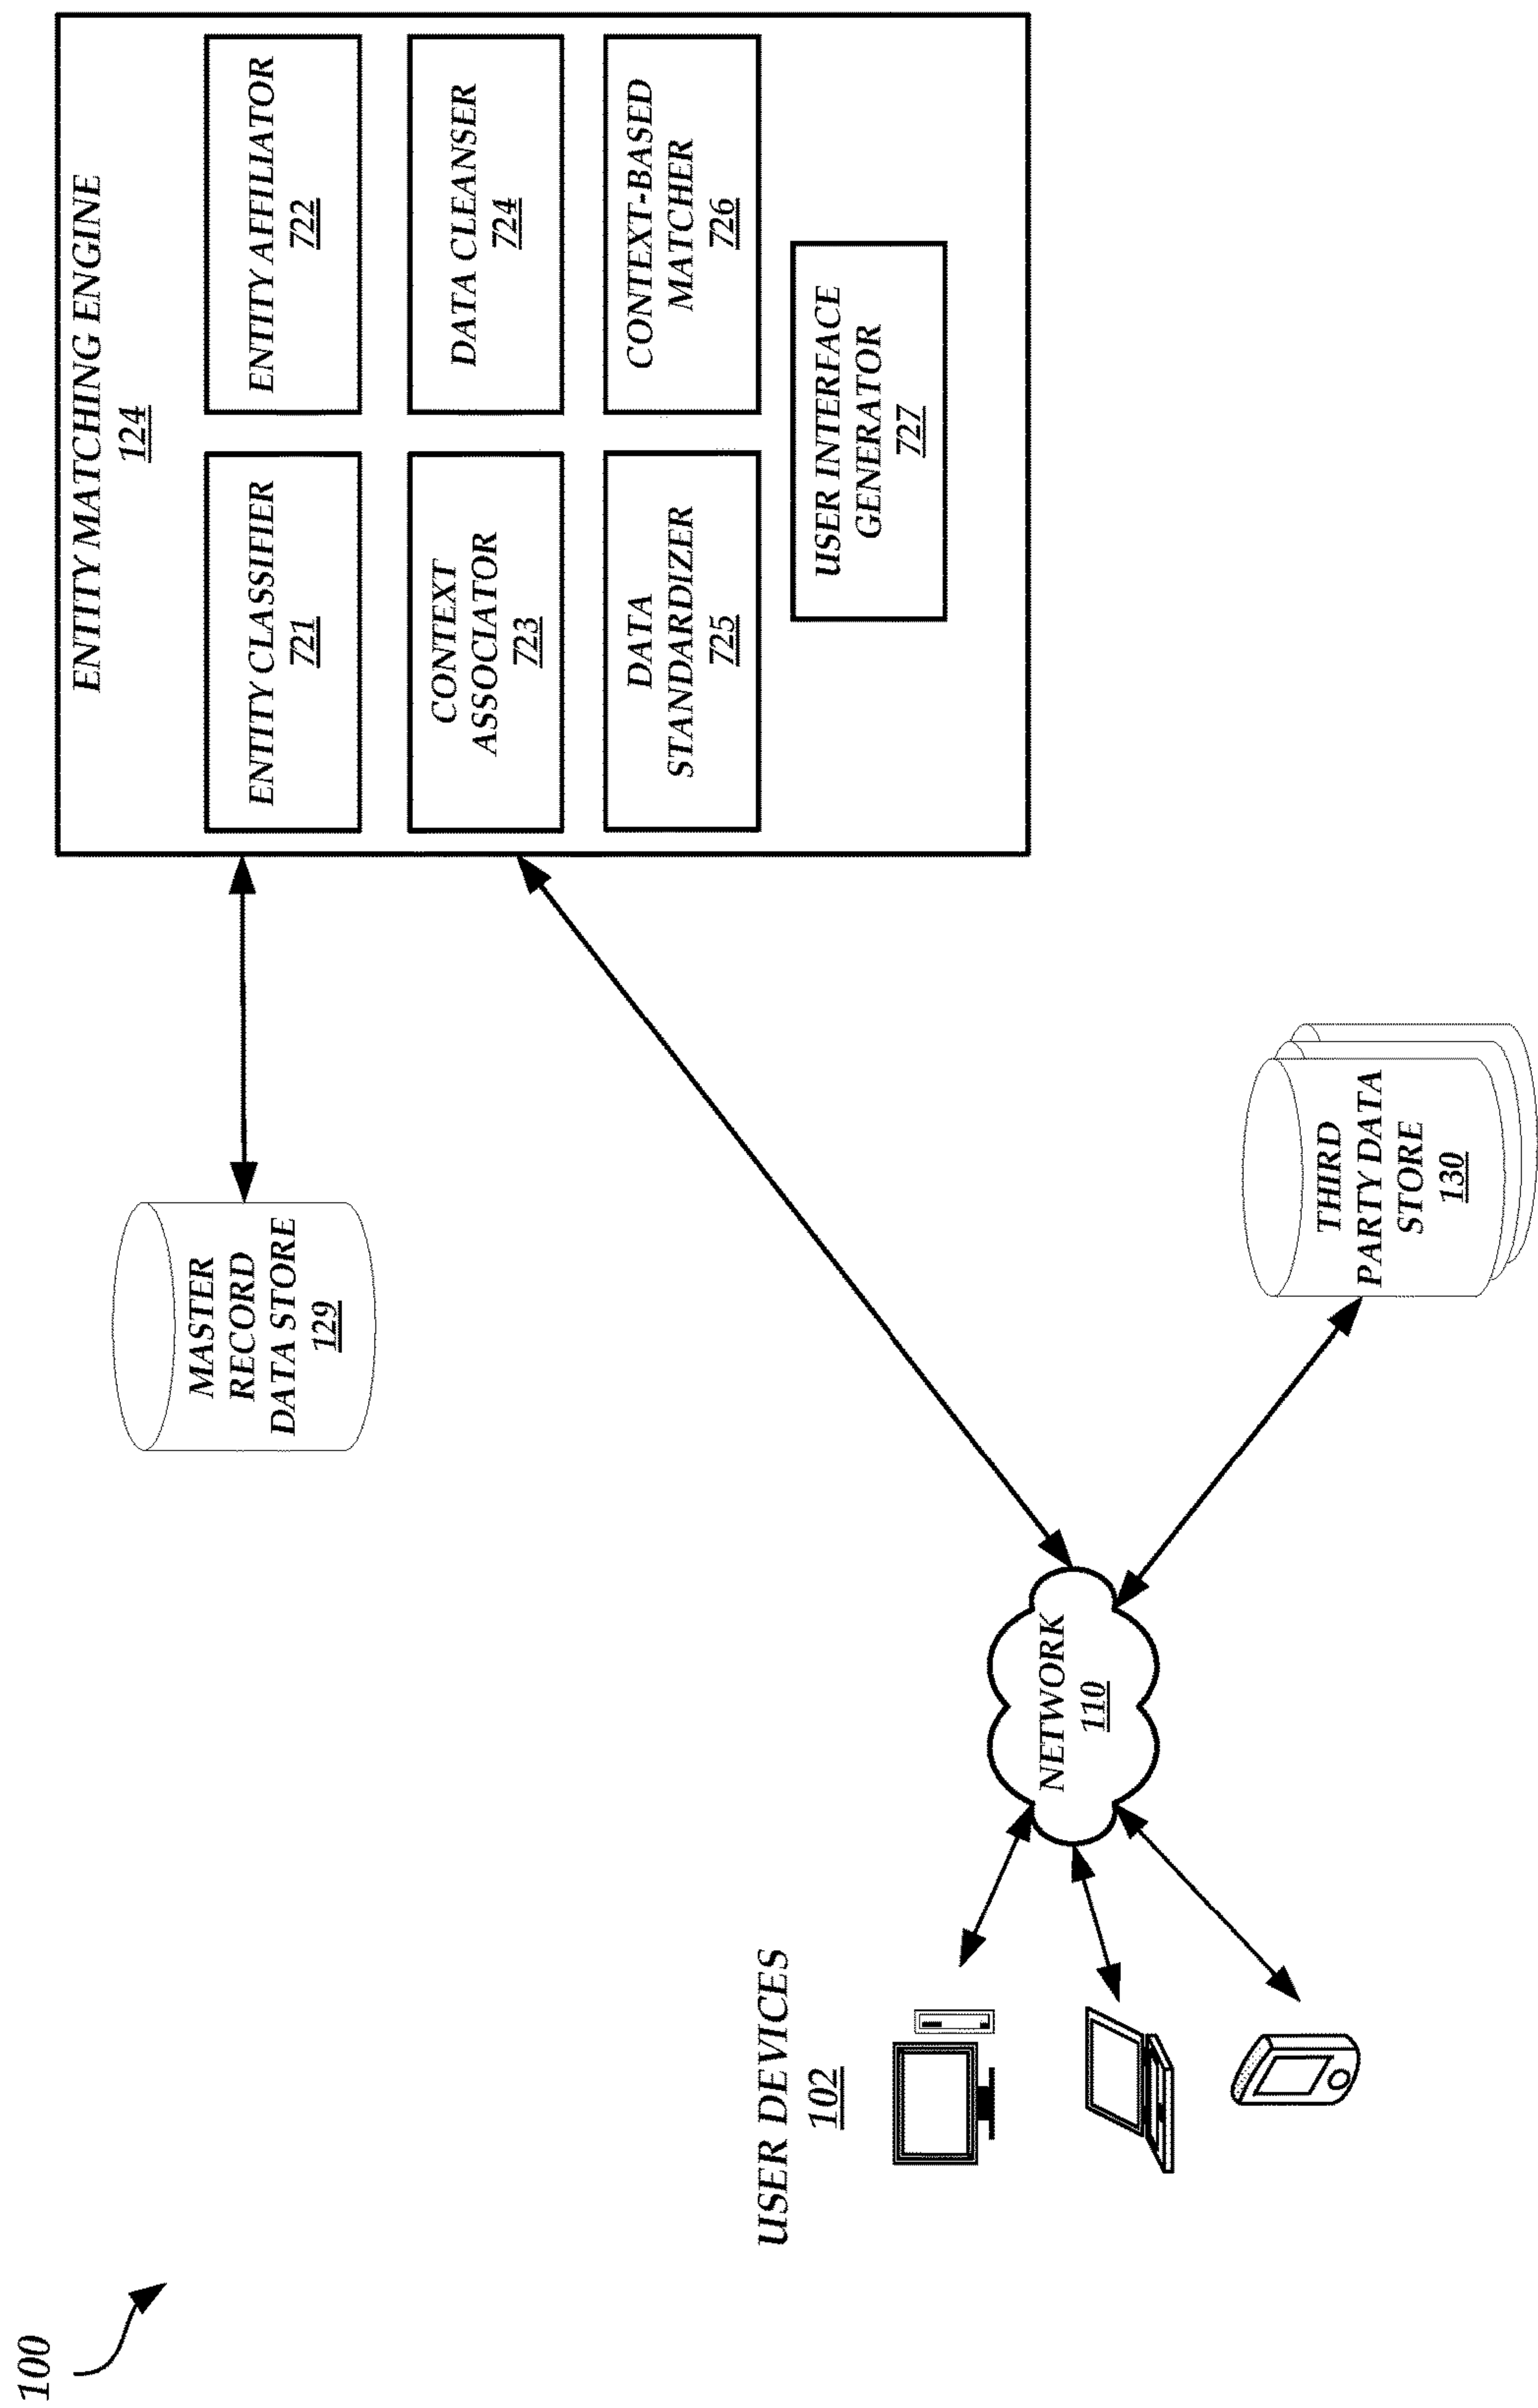 100
USER DEVICES
102
NETWORK
110
MASTER
RECORD
DATA STORE
129
THIRD
PARTY DATA
STORE
130
ENTITY MATCHING ENGINE
124
ENTITY CLASSIFIER
721
ENTITY AFFILIATOR
722
CONTEXT
ASSOCIATOR
723
DATA CLEANSER
724
DATA
STANDARDIZER
725
CONTEXT-BASED
MATCHER
726
USER INTERFACE
GENERATOR
727